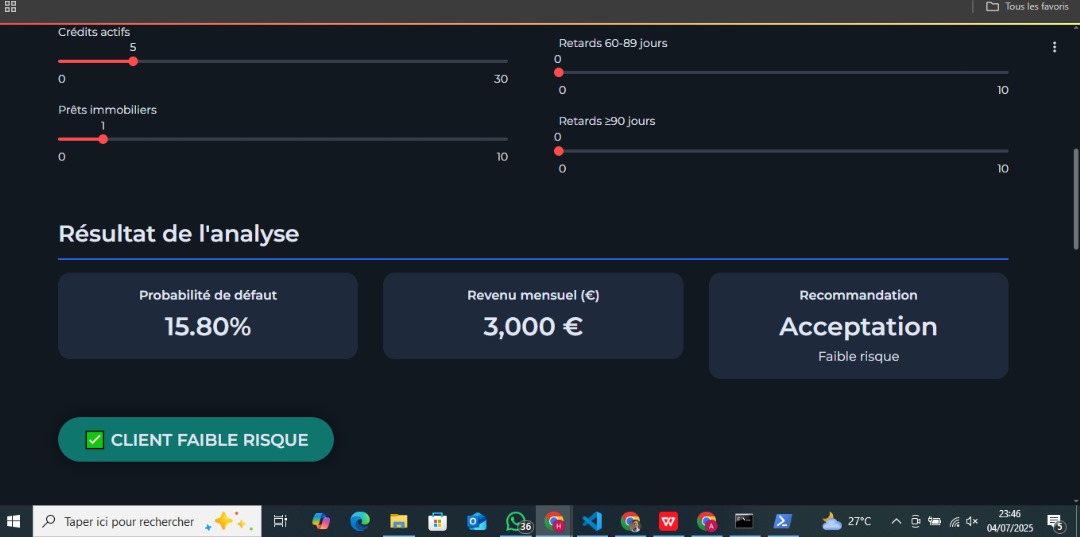 Tous les favoris
Crédits actifs
5
0 30
Prêts immobiliers
1
0 10
Retards 60-89 jours
0
0 10
Retards ≥90 jours
0
0 10
Résultat de l'analyse
Probabilité de défaut
15.80%
Revenu mensuel (€)
3,000 €
Recommandation
Acceptation
Faible risque
✅ CLIENT FAIBLE RISQUE
Taper ici pour rechercher
36
H
W
A
27°C
23:46
04/07/2025
5